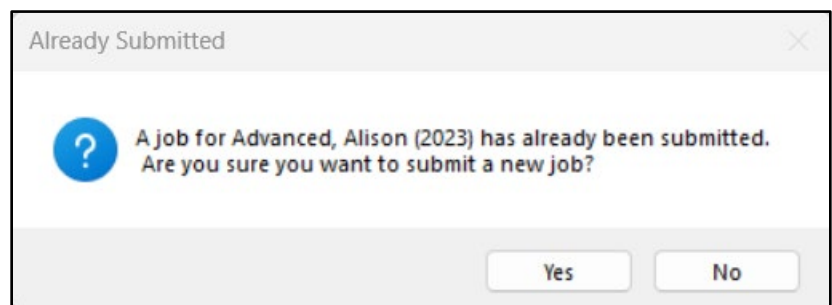 Already Submitted
?
A job for Advanced, Alison (2023) has already been submitted.
Are you sure you want to submit a new job?
Yes
No